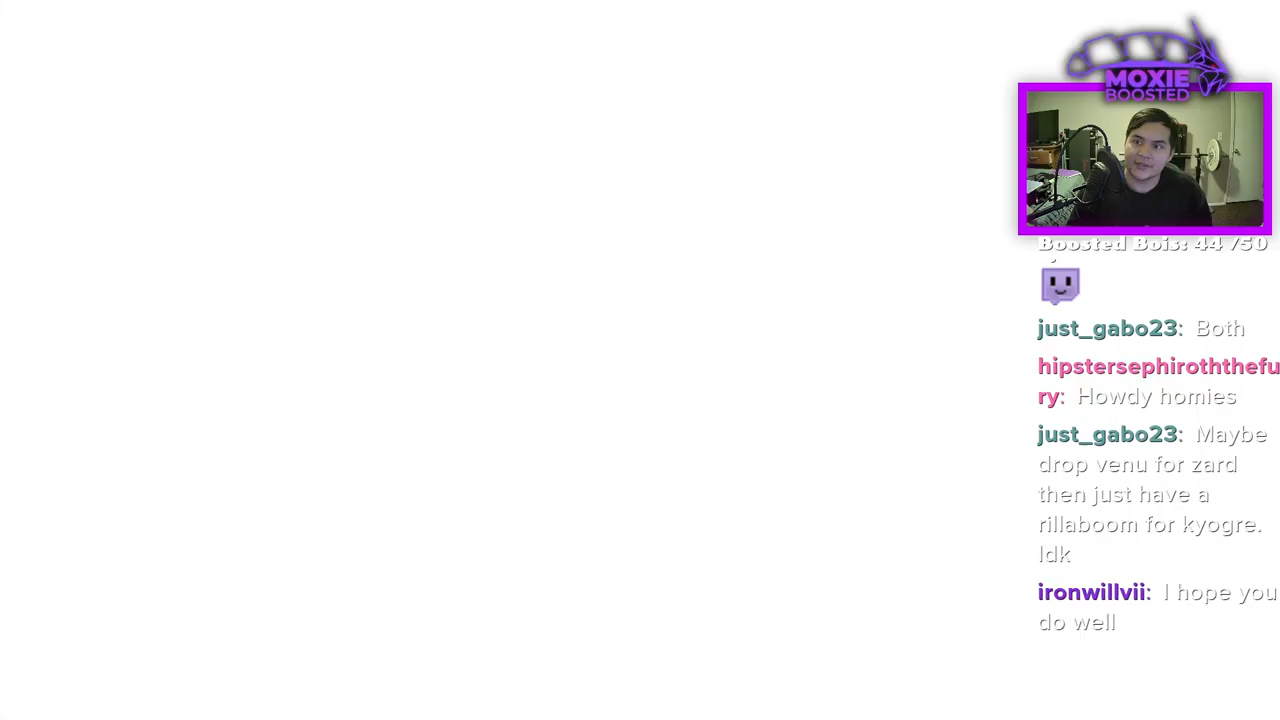 MOXIE
BOOSTED
Boosted Bois: 44 /50
just_gabo23: Both
hipstersephiroththefu
ry: Howdy homies
just_gabo23: Maybe
drop venu for zard
then just have a
rillaboom for kyogre.
Idk
ironwillvii: I hope you
do well